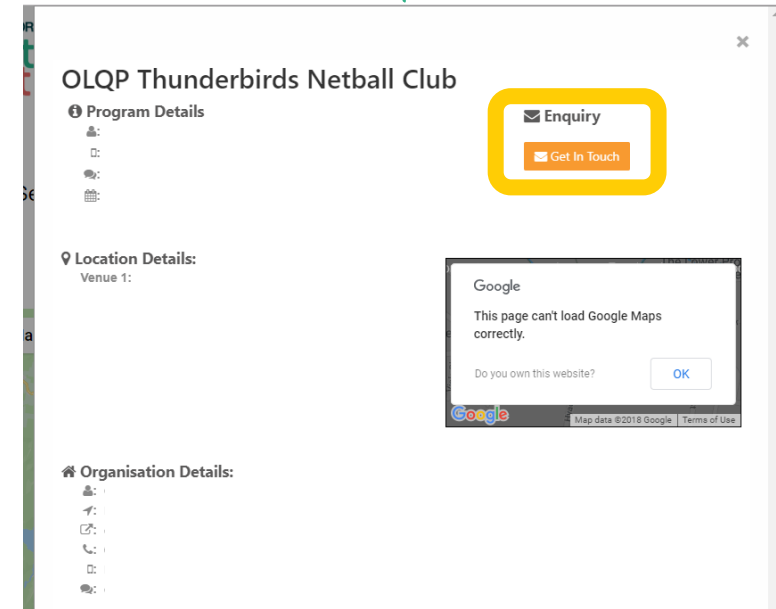 OLQP Thunderbirds Netball Club
Program Details
:
:
:
:
Enquiry
Get In Touch
Location Details:
Venue 1:
Google
This page can't load Google Maps
correctly.
Do you own this website?
OK
Google
Map data ©2018 Google
Terms of Use
Organisation Details:
:
:
:
:
:
: